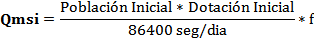 Qmsi = Población Inicial * Dotación Inicial / 86400 seg/dia * f